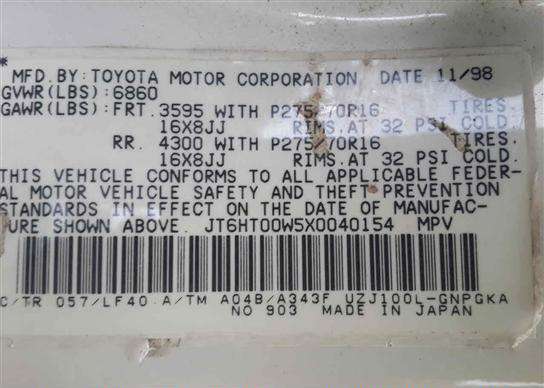 *
MFD. BY: TOYOTA MOTOR CORPORATION DATE 11/98
GVWR(LBS):6860
GAWR(LBS): FRT. 3595 WITH P275/70R16 TIRES.
16X8JJ RIMS. AT 32 PSI COLD.
RR. 4300 WITH P275/70R16 TIRES.
16X8JJ RIMS. AT 32 PSI COLD.
THIS VEHICLE CONFORMS TO ALL APPLICABLE FEDER-
AL MOTOR VEHICLE SAFETY AND THEFT PREVENTION
STANDARDS IN EFFECT ON THE DATE OF MANUFAC-
URE SHOWN ABOVE. JT6HT00W5X0040154 MPV
C/TR 057/LF40 A/TM A04B/A343F UZJ100L-GNPGKA
NO 903 MADE IN JAPAN